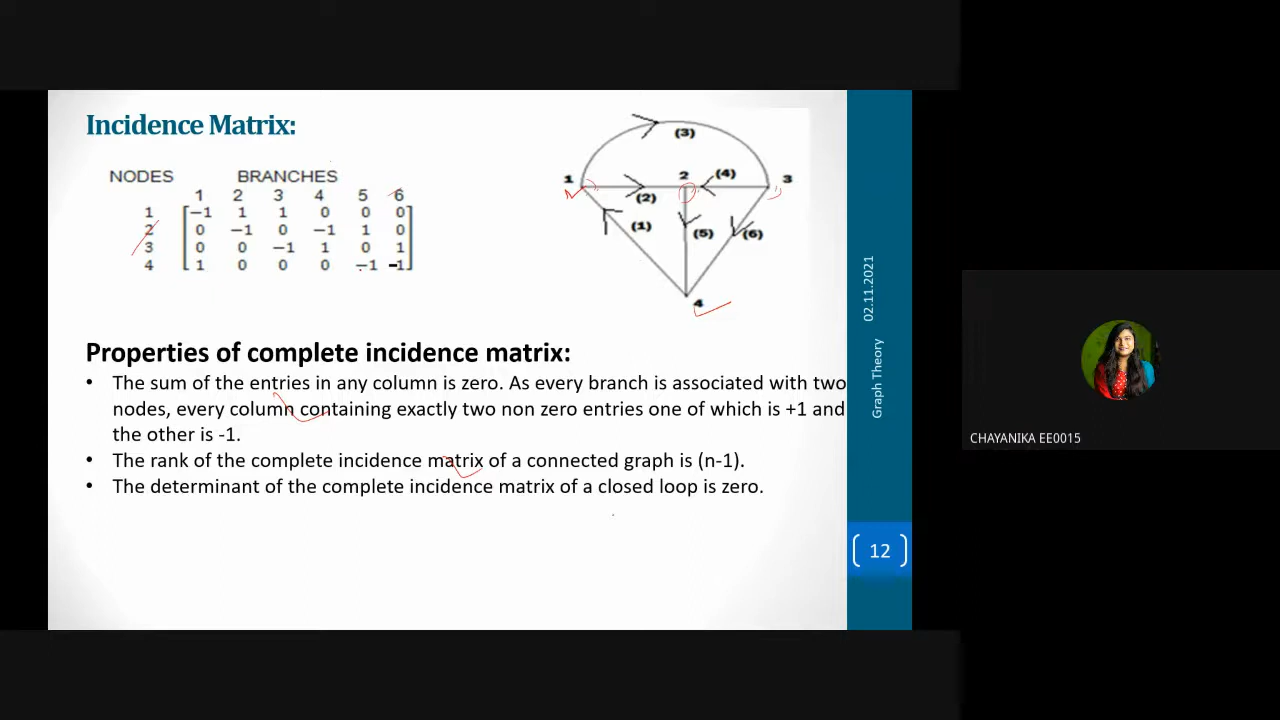 Incidence Matrix:
NODES BRANCHES
1 2 3 4 5 6
1 −1 1 1 0 0 0
2 0 −1 0 −1 1 0
3 0 0 −1 1 0 1
4 1 0 0 0 −1 −1
(3)
1 2 (4) 3
(2)
(1) (5) (6)
4
Properties of complete incidence matrix:
• The sum of the entries in any column is zero. As every branch is associated with two
nodes, every column containing exactly two non zero entries one of which is +1 and
the other is -1.
• The rank of the complete incidence matrix of a connected graph is (n-1).
• The determinant of the complete incidence matrix of a closed loop is zero.
02.11.2021
Graph Theory
12
CHAYANIKA EE0015